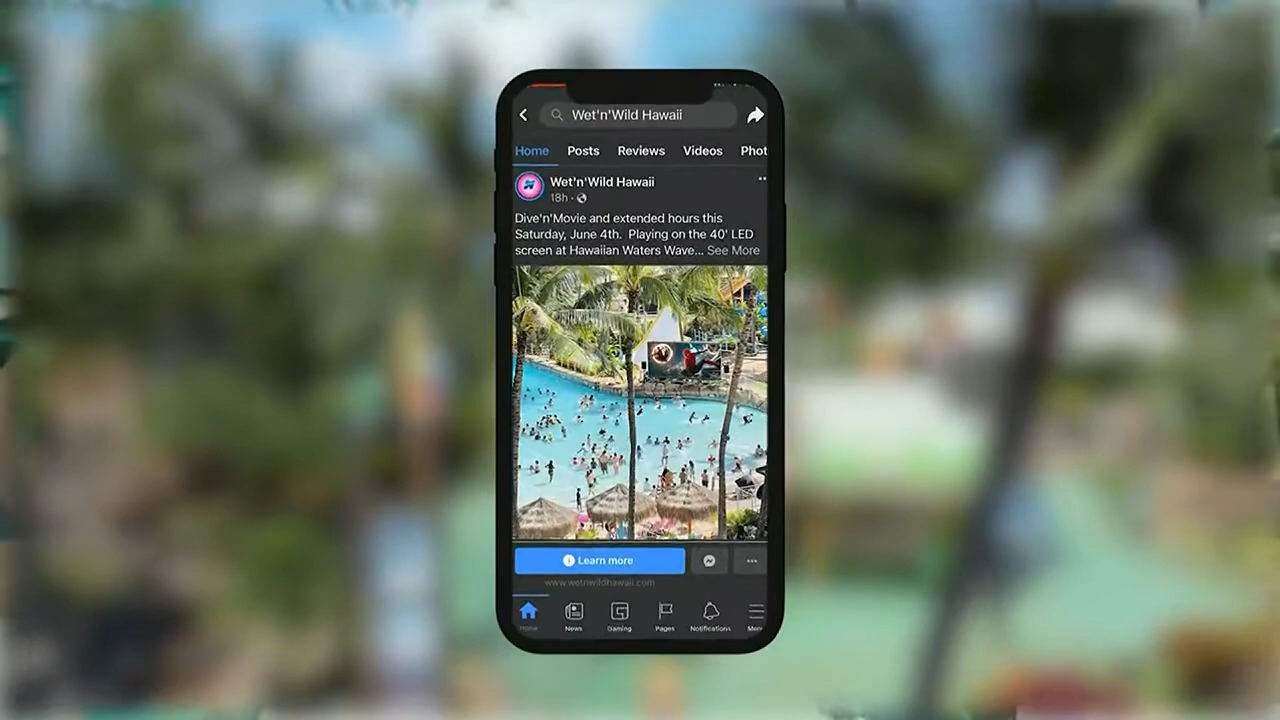 Wet'n'Wild Hawaii
Home Posts Reviews Videos Phot
Wet'n'Wild Hawaii
18h
Dive'n'Movie and extended hours this
Saturday, June 4th. Playing on the 40' LED
screen at Hawaiian Waters Wave... See More
Learn more
www.wetnwildhawaii.com
Home News Gaming Pages Notifications Menu